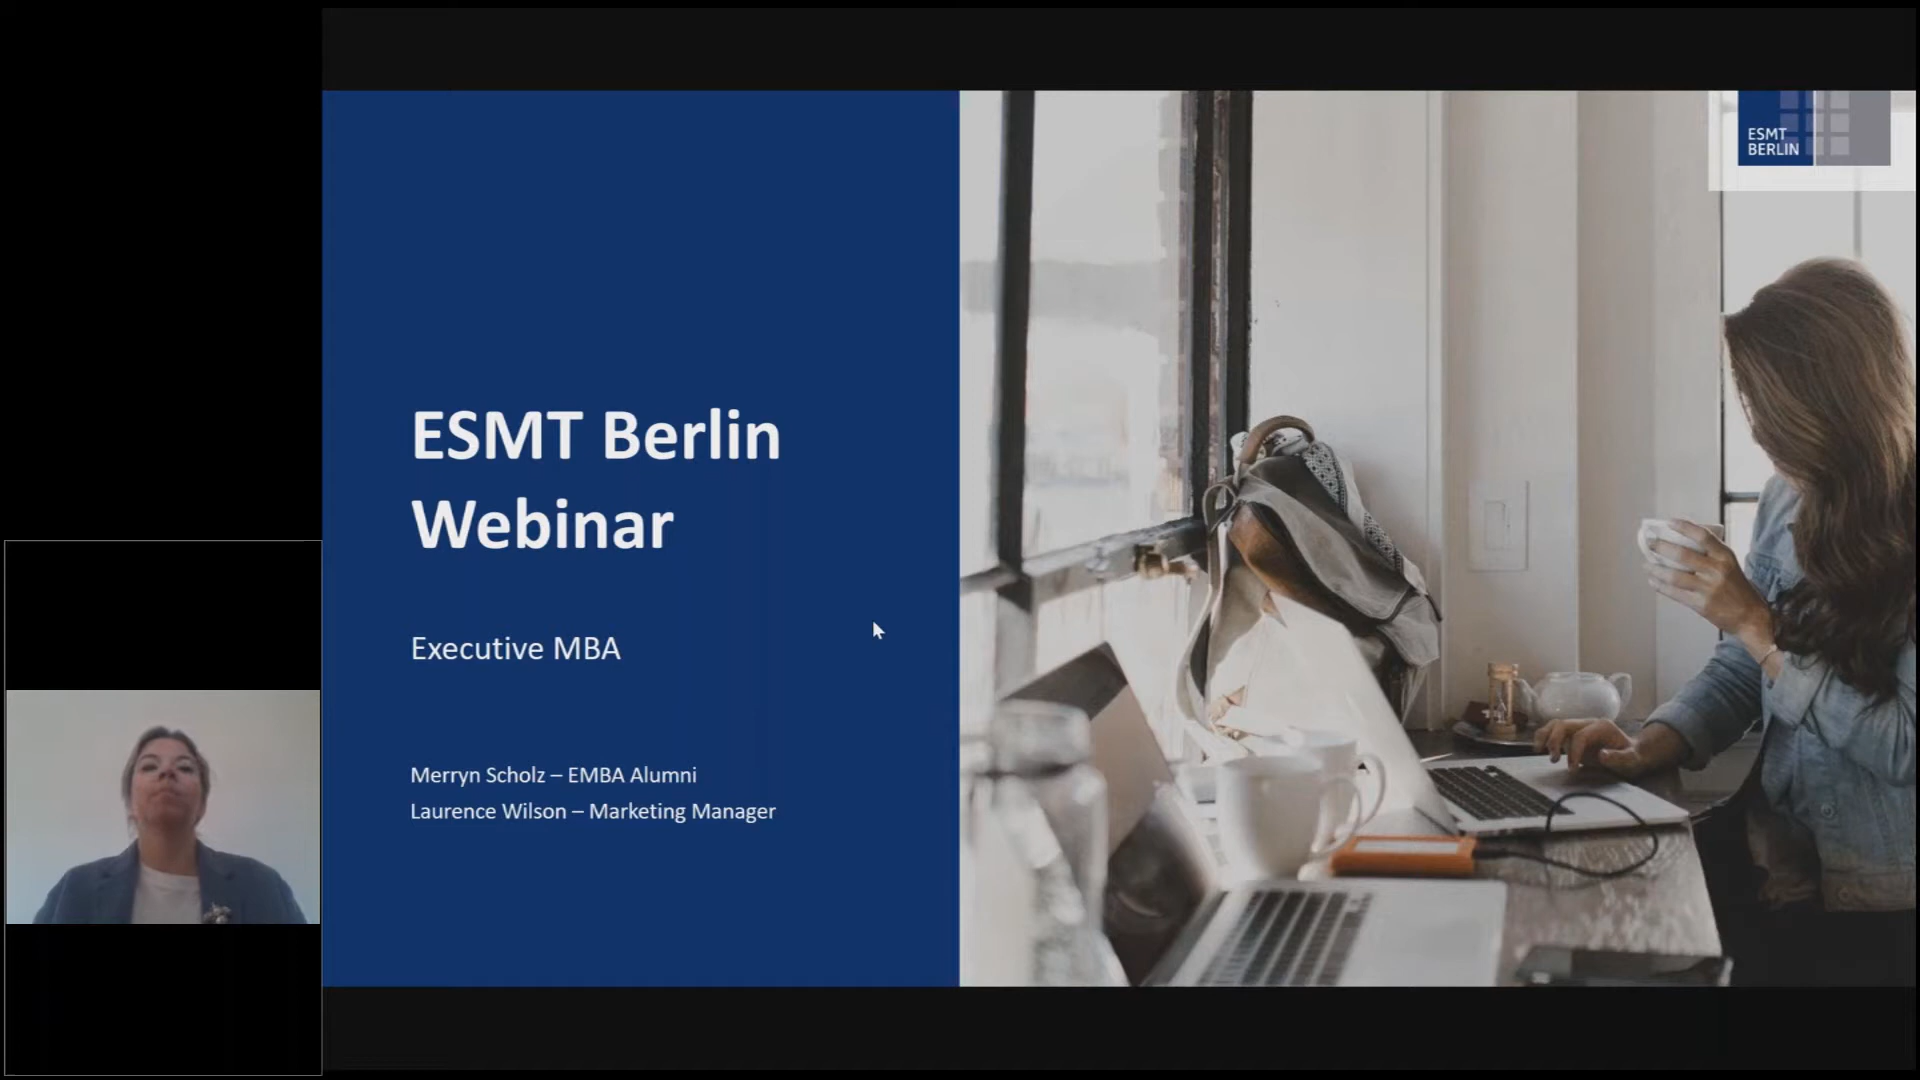 ESMT
BERLIN
ESMT Berlin
Webinar
Executive MBA
Merryn Scholz – EMBA Alumni
Laurence Wilson – Marketing Manager